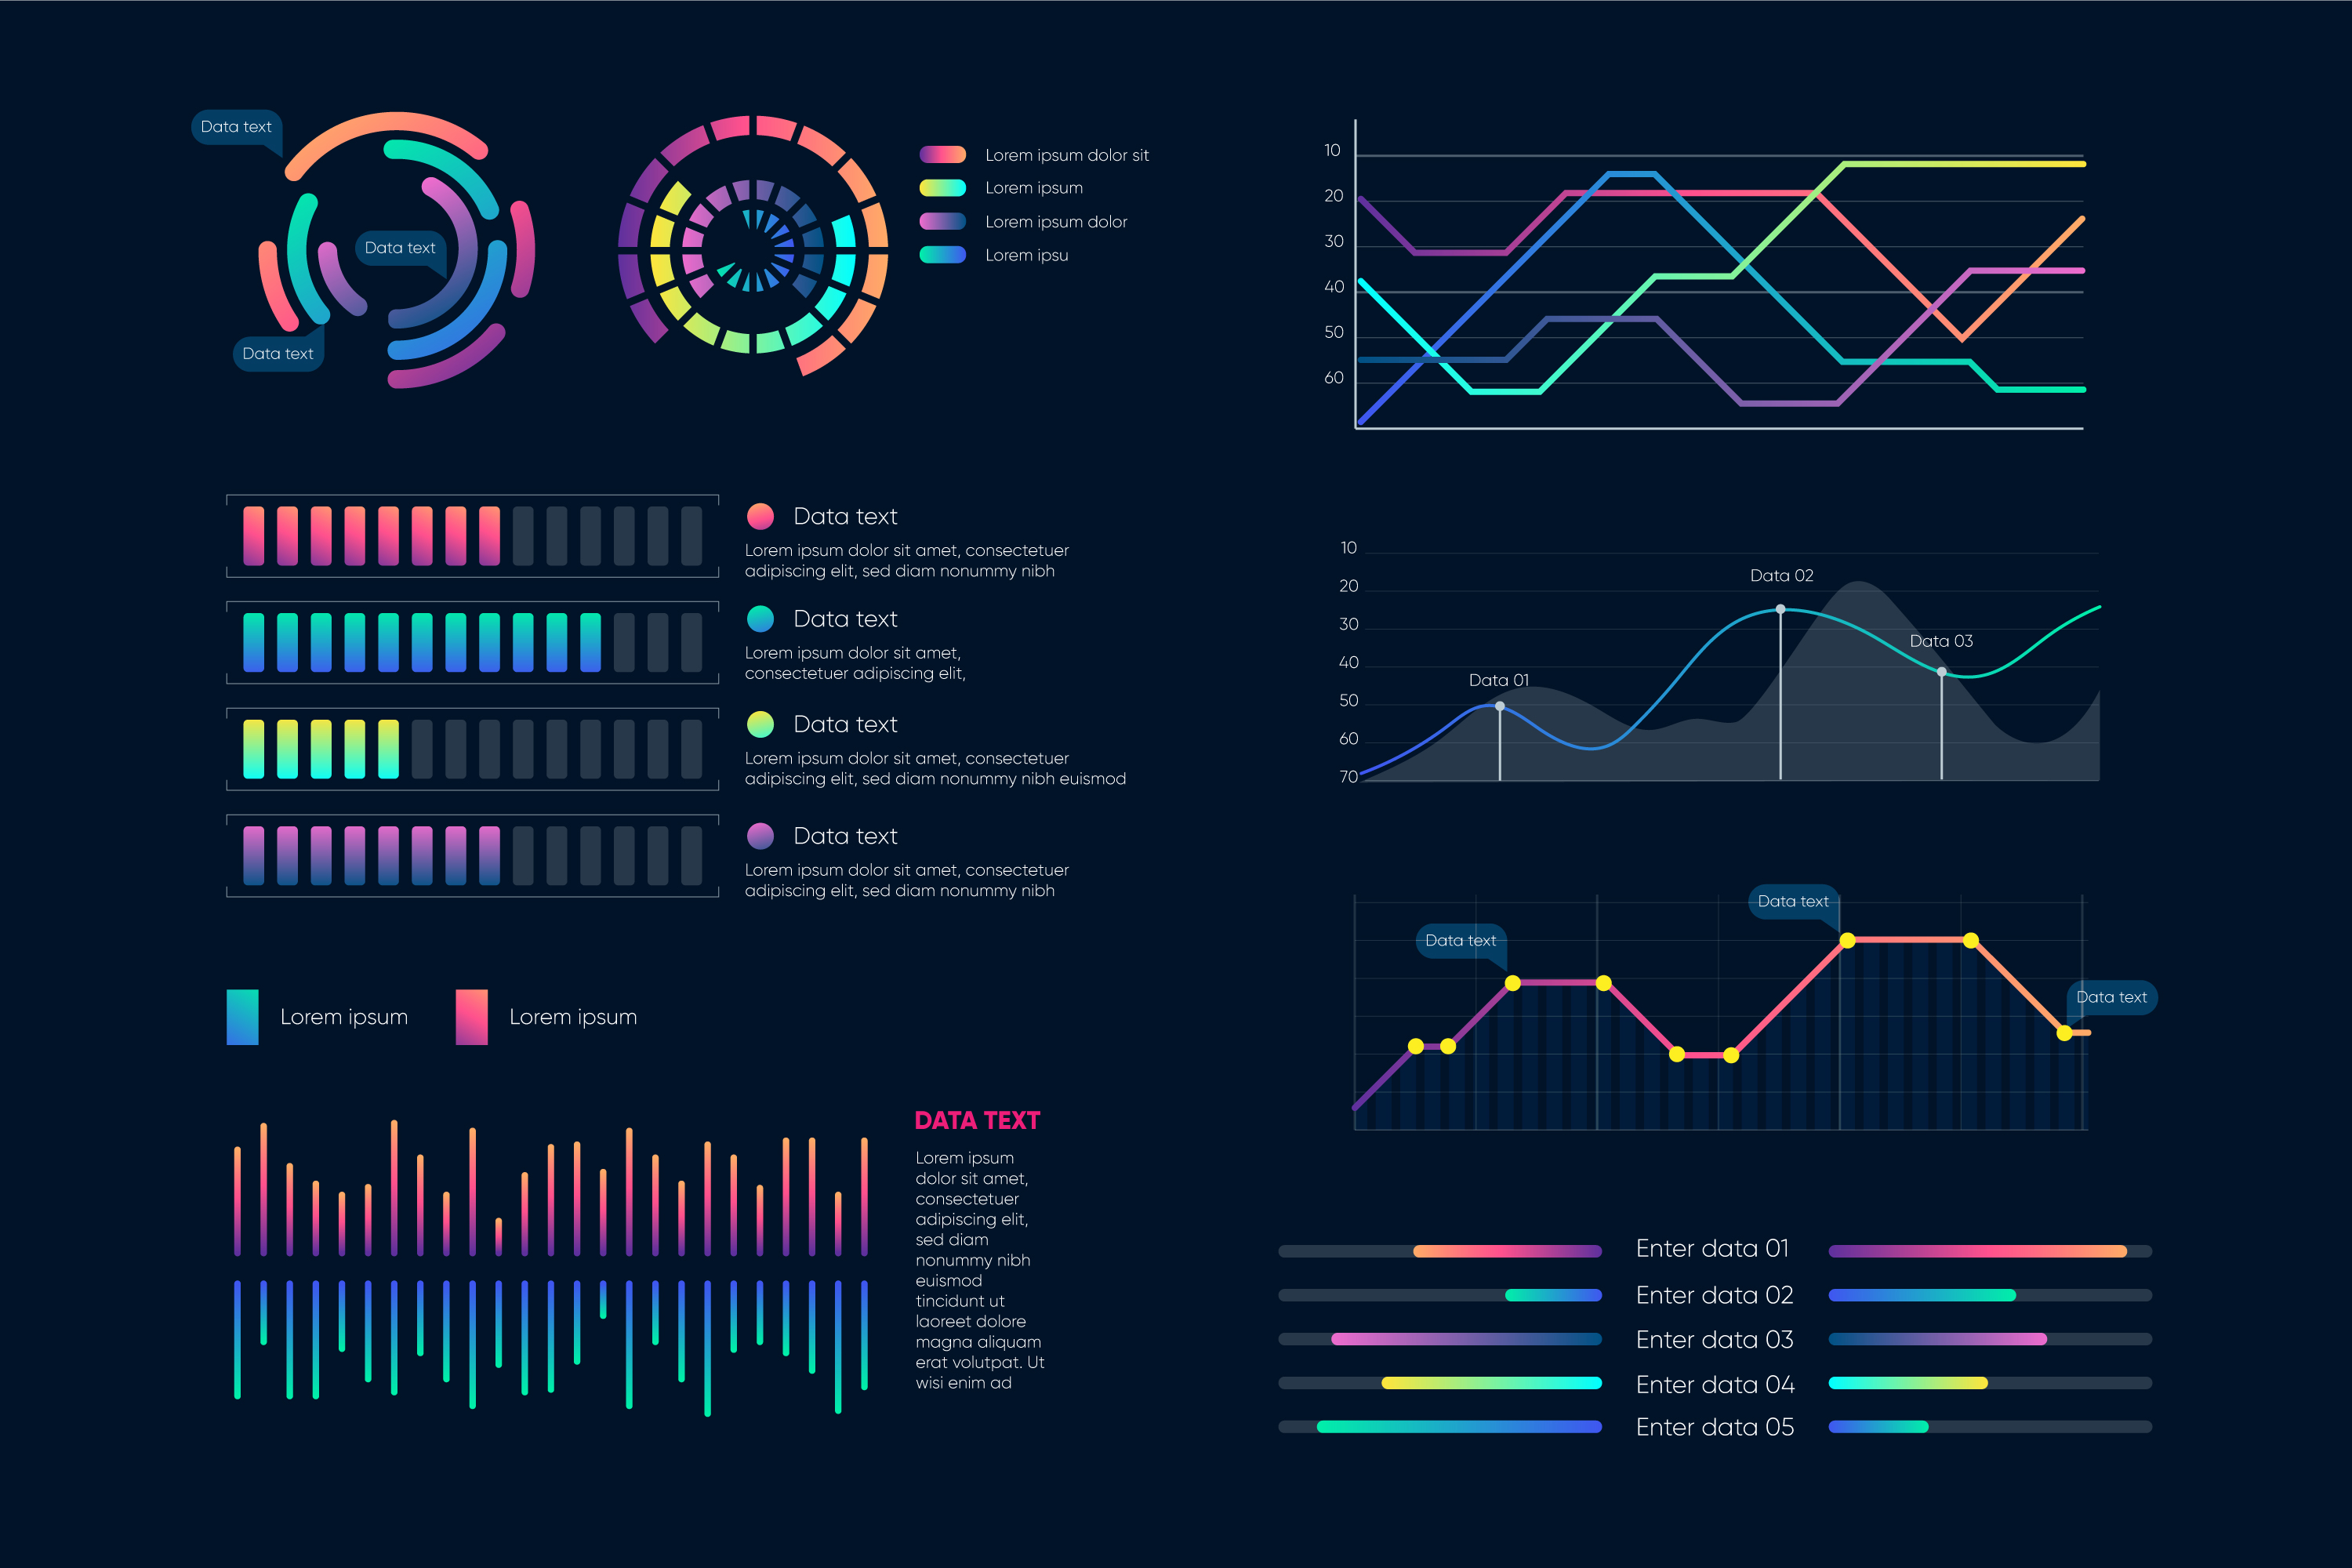 Data text
Data text
Data text
Lorem ipsum dolor sit
Lorem ipsum
Lorem ipsum dolor
Lorem ipsu
10
20
30
40
50
60
Data text
Lorem ipsum dolor sit amet, consectetuer
adipiscing elit, sed diam nonummy nibh
Data text
Lorem ipsum dolor sit amet,
consectetuer adipiscing elit,
Data text
Lorem ipsum dolor sit amet, consectetuer
adipiscing elit, sed diam nonummy nibh euismod
Data text
Lorem ipsum dolor sit amet, consectetuer
adipiscing elit, sed diam nonummy nibh
10
20
30
40
50
60
70
Data 01
Data 02
Data 03
Data text
Data text
Data text
Lorem ipsum
Lorem ipsum
DATA TEXT
Lorem ipsum
dolor sit amet,
consectetuer
adipiscing elit,
sed diam
nonummy nibh
euismod
tincidunt ut
laoreet dolore
magna aliquam
erat volutpat. Ut
wisi enim ad
Enter data 01
Enter data 02
Enter data 03
Enter data 04
Enter data 05